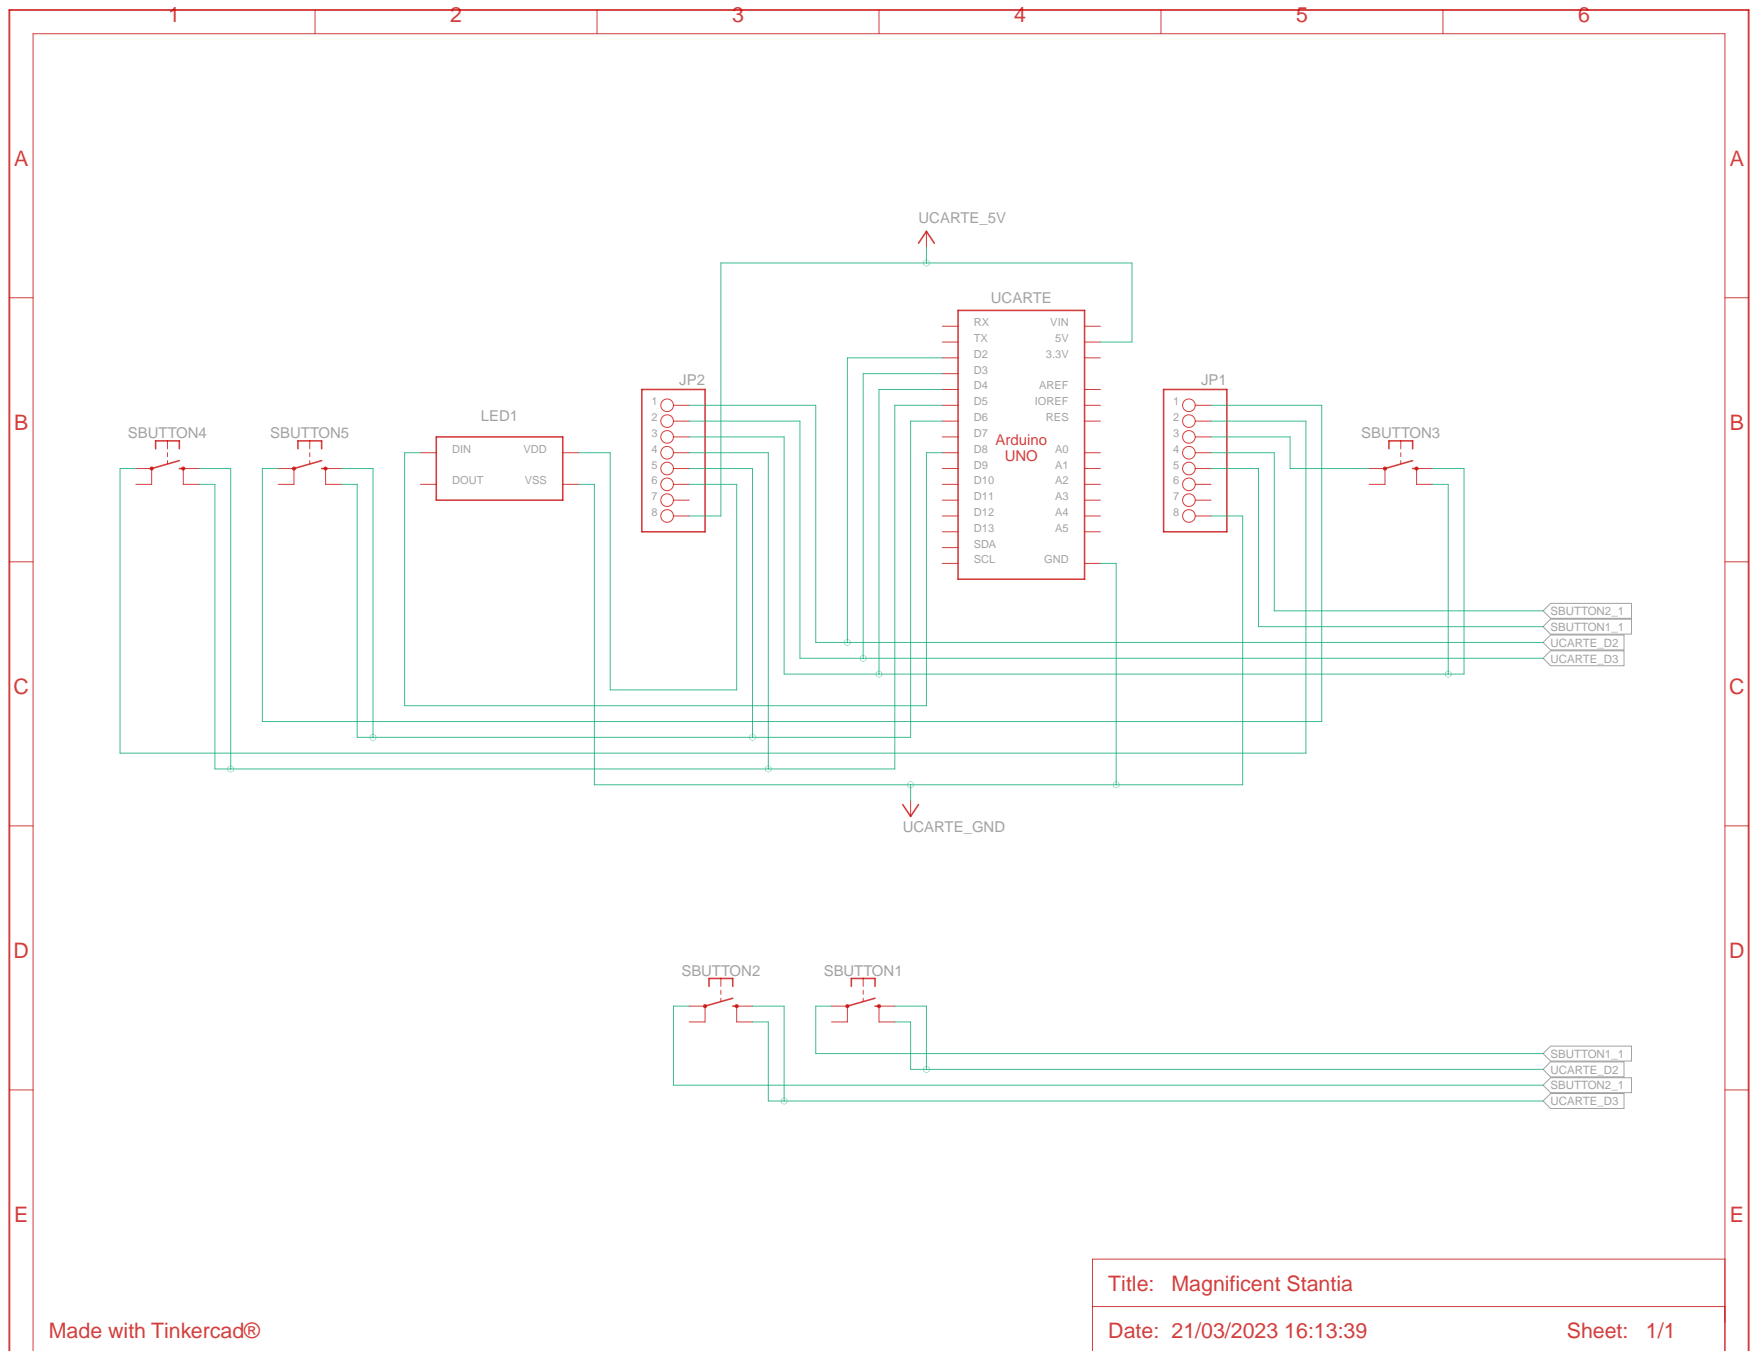 1 2 3 4 5 6
A A
UCARTE_5V
UCARTE
RX VIN
TX 5V
D2 3.3V
D3
D4 AREF
D5 IOREF
D6 RES
D7
Arduino
UNO
D8 A0
D9 A1
D10 A2
D11 A3
D12 A4
D13 A5
SDA
SCL GND
JP2
1
2
3
4
5
6
7
8
JP1
1
2
3
4
5
6
7
8
B B
SBUTTON4
SBUTTON5
LED1
DIN VDD
DOUT VSS
SBUTTON3
SBUTTON2_1
SBUTTON1_1
UCARTE_D2
UCARTE_D3
C C
UCARTE_GND
D D
SBUTTON2
SBUTTON1
SBUTTON1_1
UCARTE_D2
SBUTTON2_1
UCARTE_D3
E E
Title: Magnificent Stantia
Made with Tinkercad®
Date: 21/03/2023 16:13:39 Sheet: 1/1